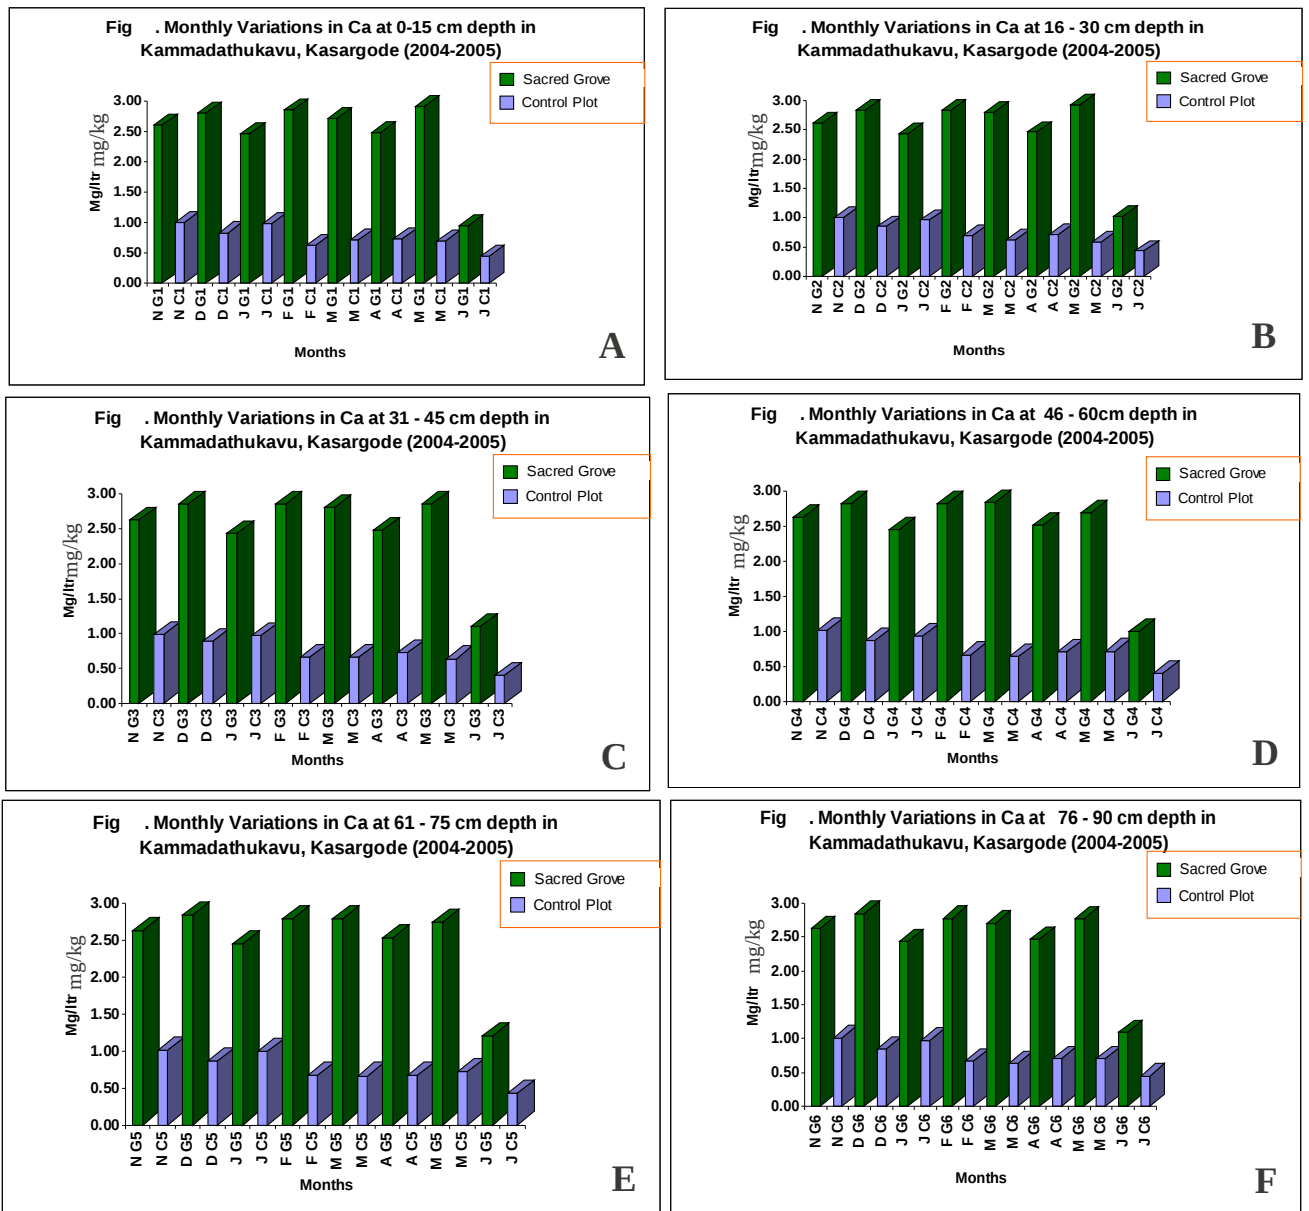 Fig . Monthly Variations in Ca at 0-15 cm depth in
Kammadathukavu, Kasargode (2004-2005)
Sacred Grove
Control Plot
3.00
2.50
2.00
1.50
1.00
0.50
0.00
Mg/ltr mg/kg
N G1 N C1 D G1 D C1 J G1 J C1 F G1 F C1 M G1 M C1 A G1 A C1 M G1 M C1 J G1 J C1
Months
A
Fig . Monthly Variations in Ca at 16 - 30 cm depth in
Kammadathukavu, Kasargode (2004-2005)
Sacred Grove
Control Plot
3.00
2.50
2.00
1.50
1.00
0.50
0.00
Mg/ltr mg/kg
N G2 N C2 D G2 D C2 J G2 J C2 F G2 F C2 M G2 M C2 A G2 A C2 M G2 M C2 J G2 J C2
Months
B
Fig . Monthly Variations in Ca at 31 - 45 cm depth in
Kammadathukavu, Kasargode (2004-2005)
Sacred Grove
Control Plot
3.00
2.50
2.00
1.50
1.00
0.50
0.00
Mg/ltr mg/kg
N G3 N C3 D G3 D C3 J G3 J C3 F G3 F C3 M G3 M C3 A G3 A C3 M G3 M C3 J G3 J C3
Months
C
Fig . Monthly Variations in Ca at 46 - 60cm depth in
Kammadathukavu, Kasargode (2004-2005)
Sacred Grove
Control Plot
3.00
2.50
2.00
1.50
1.00
0.50
0.00
Mg/ltr mg/kg
N G4 N C4 D G4 D C4 J G4 J C4 F G4 F C4 M G4 M C4 A G4 A C4 M G4 M C4 J G4 J C4
Months
D
Fig . Monthly Variations in Ca at 61 - 75 cm depth in
Kammadathukavu, Kasargode (2004-2005)
Sacred Grove
Control Plot
3.00
2.50
2.00
1.50
1.00
0.50
0.00
Mg/ltr mg/kg
N G5 N C5 D G5 D C5 J G5 J C5 F G5 F C5 M G5 M C5 A G5 A C5 M G5 M C5 J G5 J C5
Months
E
Fig . Monthly Variations in Ca at 76 - 90 cm depth in
Kammadathukavu, Kasargode (2004-2005)
Sacred Grove
Control Plot
3.00
2.50
2.00
1.50
1.00
0.50
0.00
Mg/ltr mg/kg
N G6 N C6 D G6 D C6 J G6 J C6 F G6 F C6 M G6 M C6 A G6 A C6 M G6 M C6 J G6 J C6
Months
F